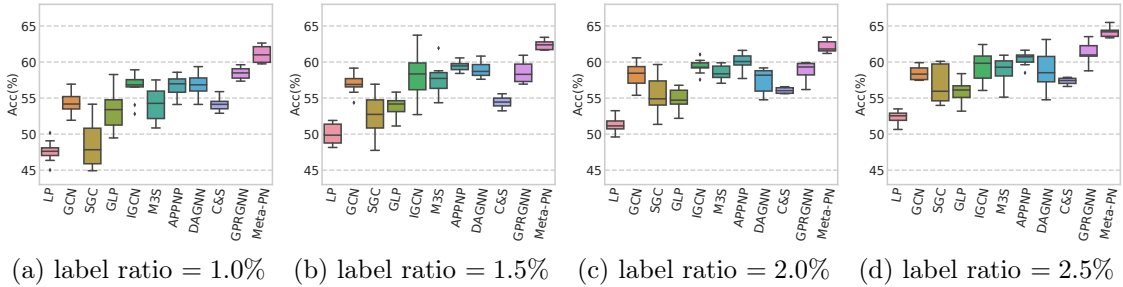 65
60
55
50
45
Acc(%)
LP
GCN
SGC
GLP
IGCN
M3S
APPNP
DAGNN
C&S
GPRGNN
Meta-PN
(a) label ratio = 1.0%
65
60
55
50
45
Acc(%)
LP
GCN
SGC
GLP
IGCN
M3S
APPNP
DAGNN
C&S
GPRGNN
Meta-PN
(b) label ratio = 1.5%
65
60
55
50
45
Acc(%)
LP
GCN
SGC
GLP
IGCN
M3S
APPNP
DAGNN
C&S
GPRGNN
Meta-PN
(c) label ratio = 2.0%
65
60
55
50
45
Acc(%)
LP
GCN
SGC
GLP
IGCN
M3S
APPNP
DAGNN
C&S
GPRGNN
Meta-PN
(d) label ratio = 2.5%